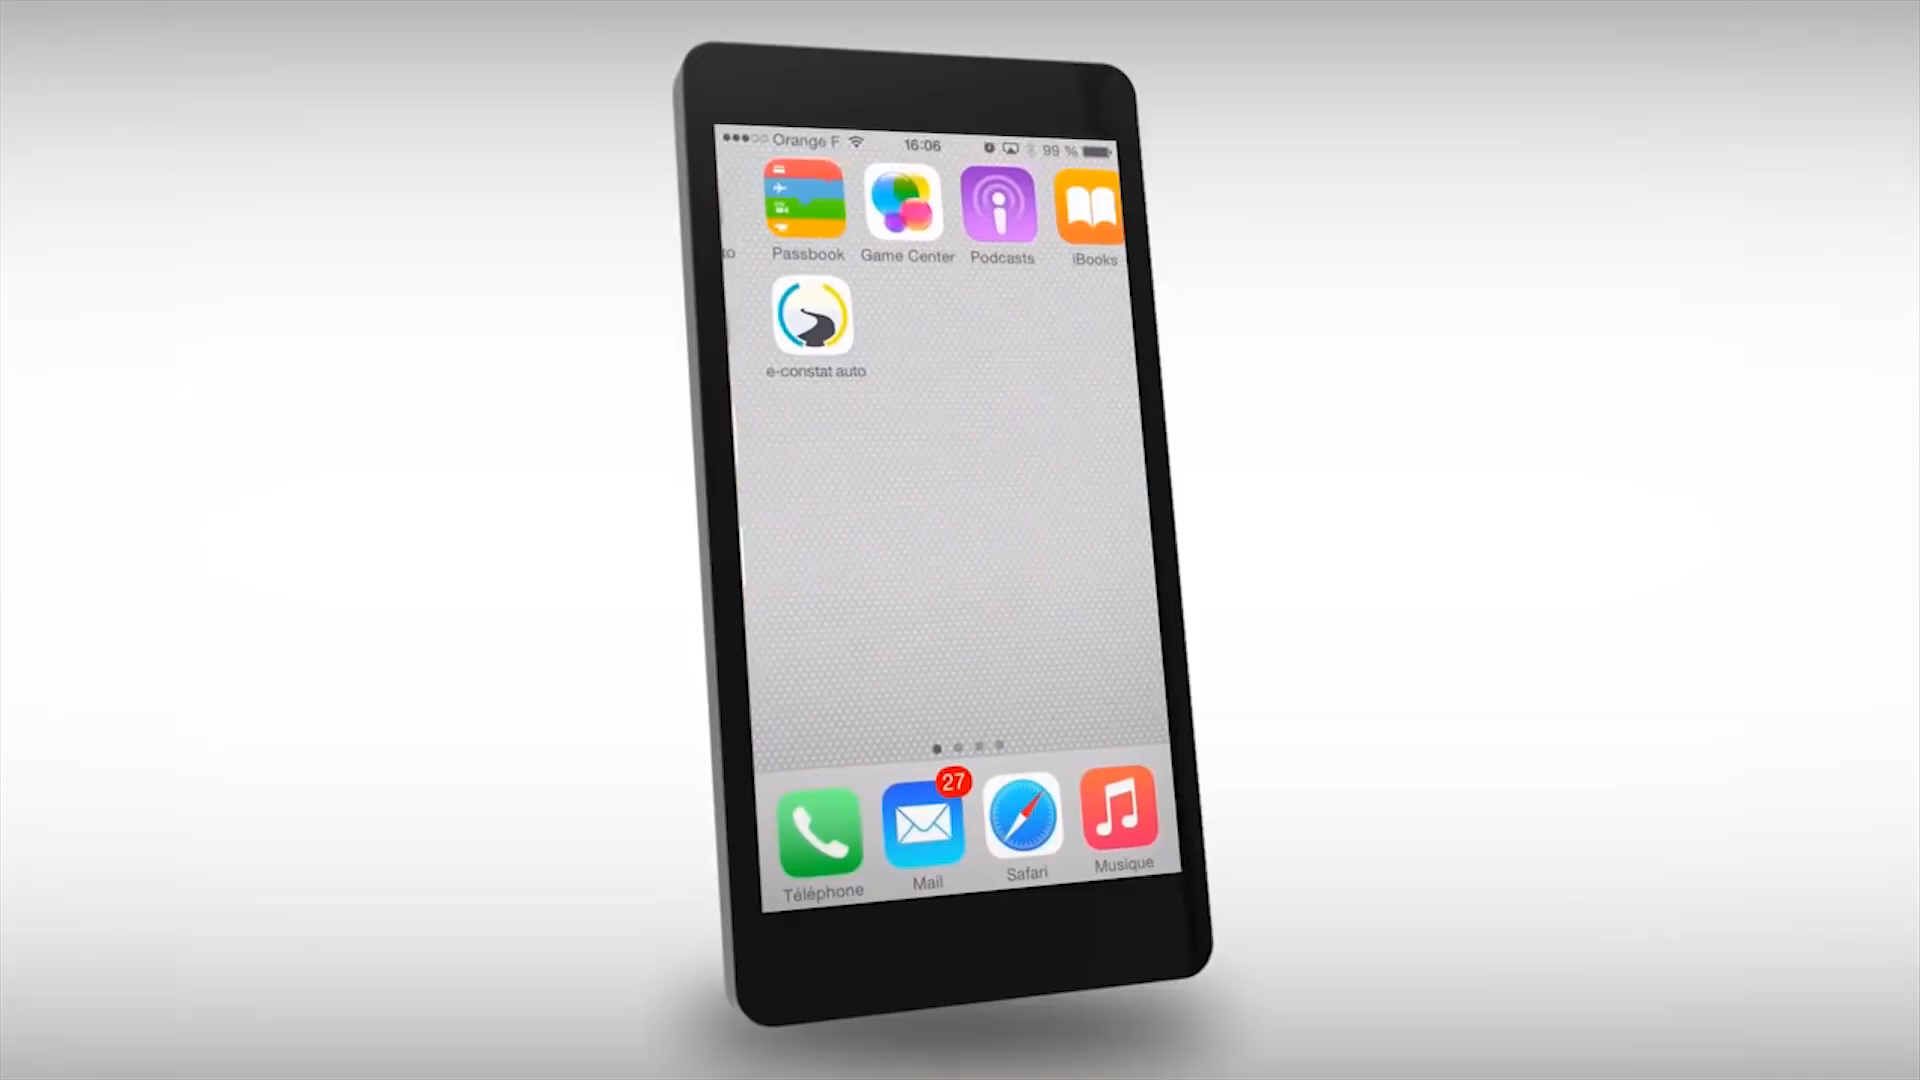 Orange F 16:06 99 %
Passbook Game Center Podcasts iBooks
e-constat auto
27
Téléphone Mail Safari Musique